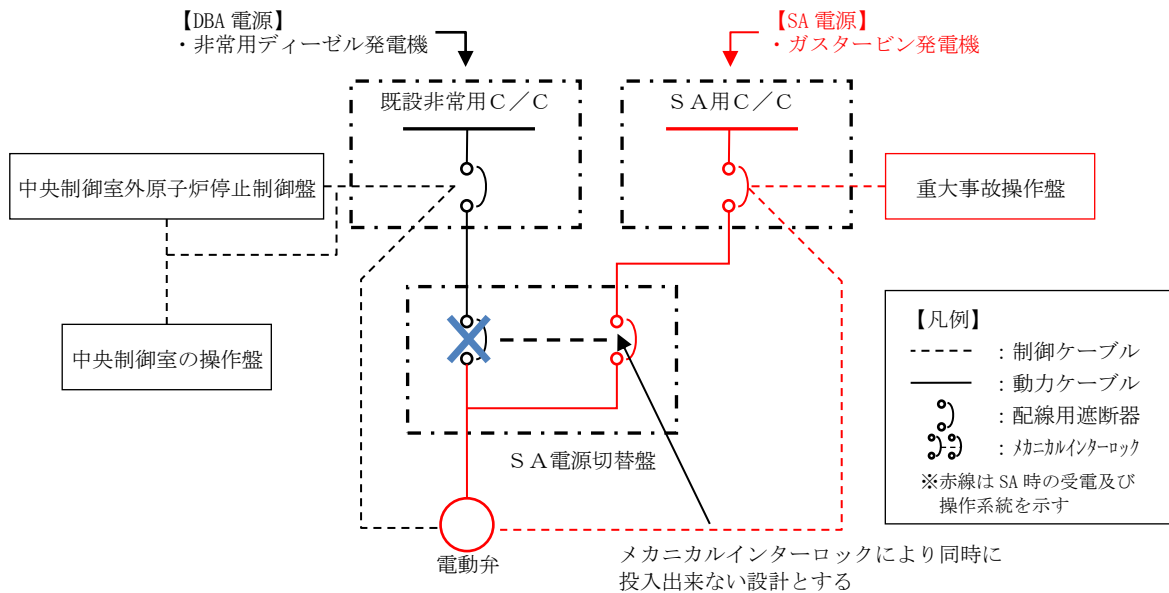 【DBA 電源】
・非常用ディーゼル発電機
【SA 電源】
・ガスタービン発電機
既設非常用C／C
SA用C／C
中央制御室外原子炉停止制御盤
重大事故操作盤
中央制御室の操作盤
SA電源切替盤
電動弁
メカニカルインターロックにより同時に
投入出来ない設計とする
【凡例】
：制御ケーブル
：動力ケーブル
：配線用遮断器
：ﾒｶﾆｶﾙｲﾝﾀｰﾛｯｸ
※赤線は SA 時の受電及び
操作系統を示す